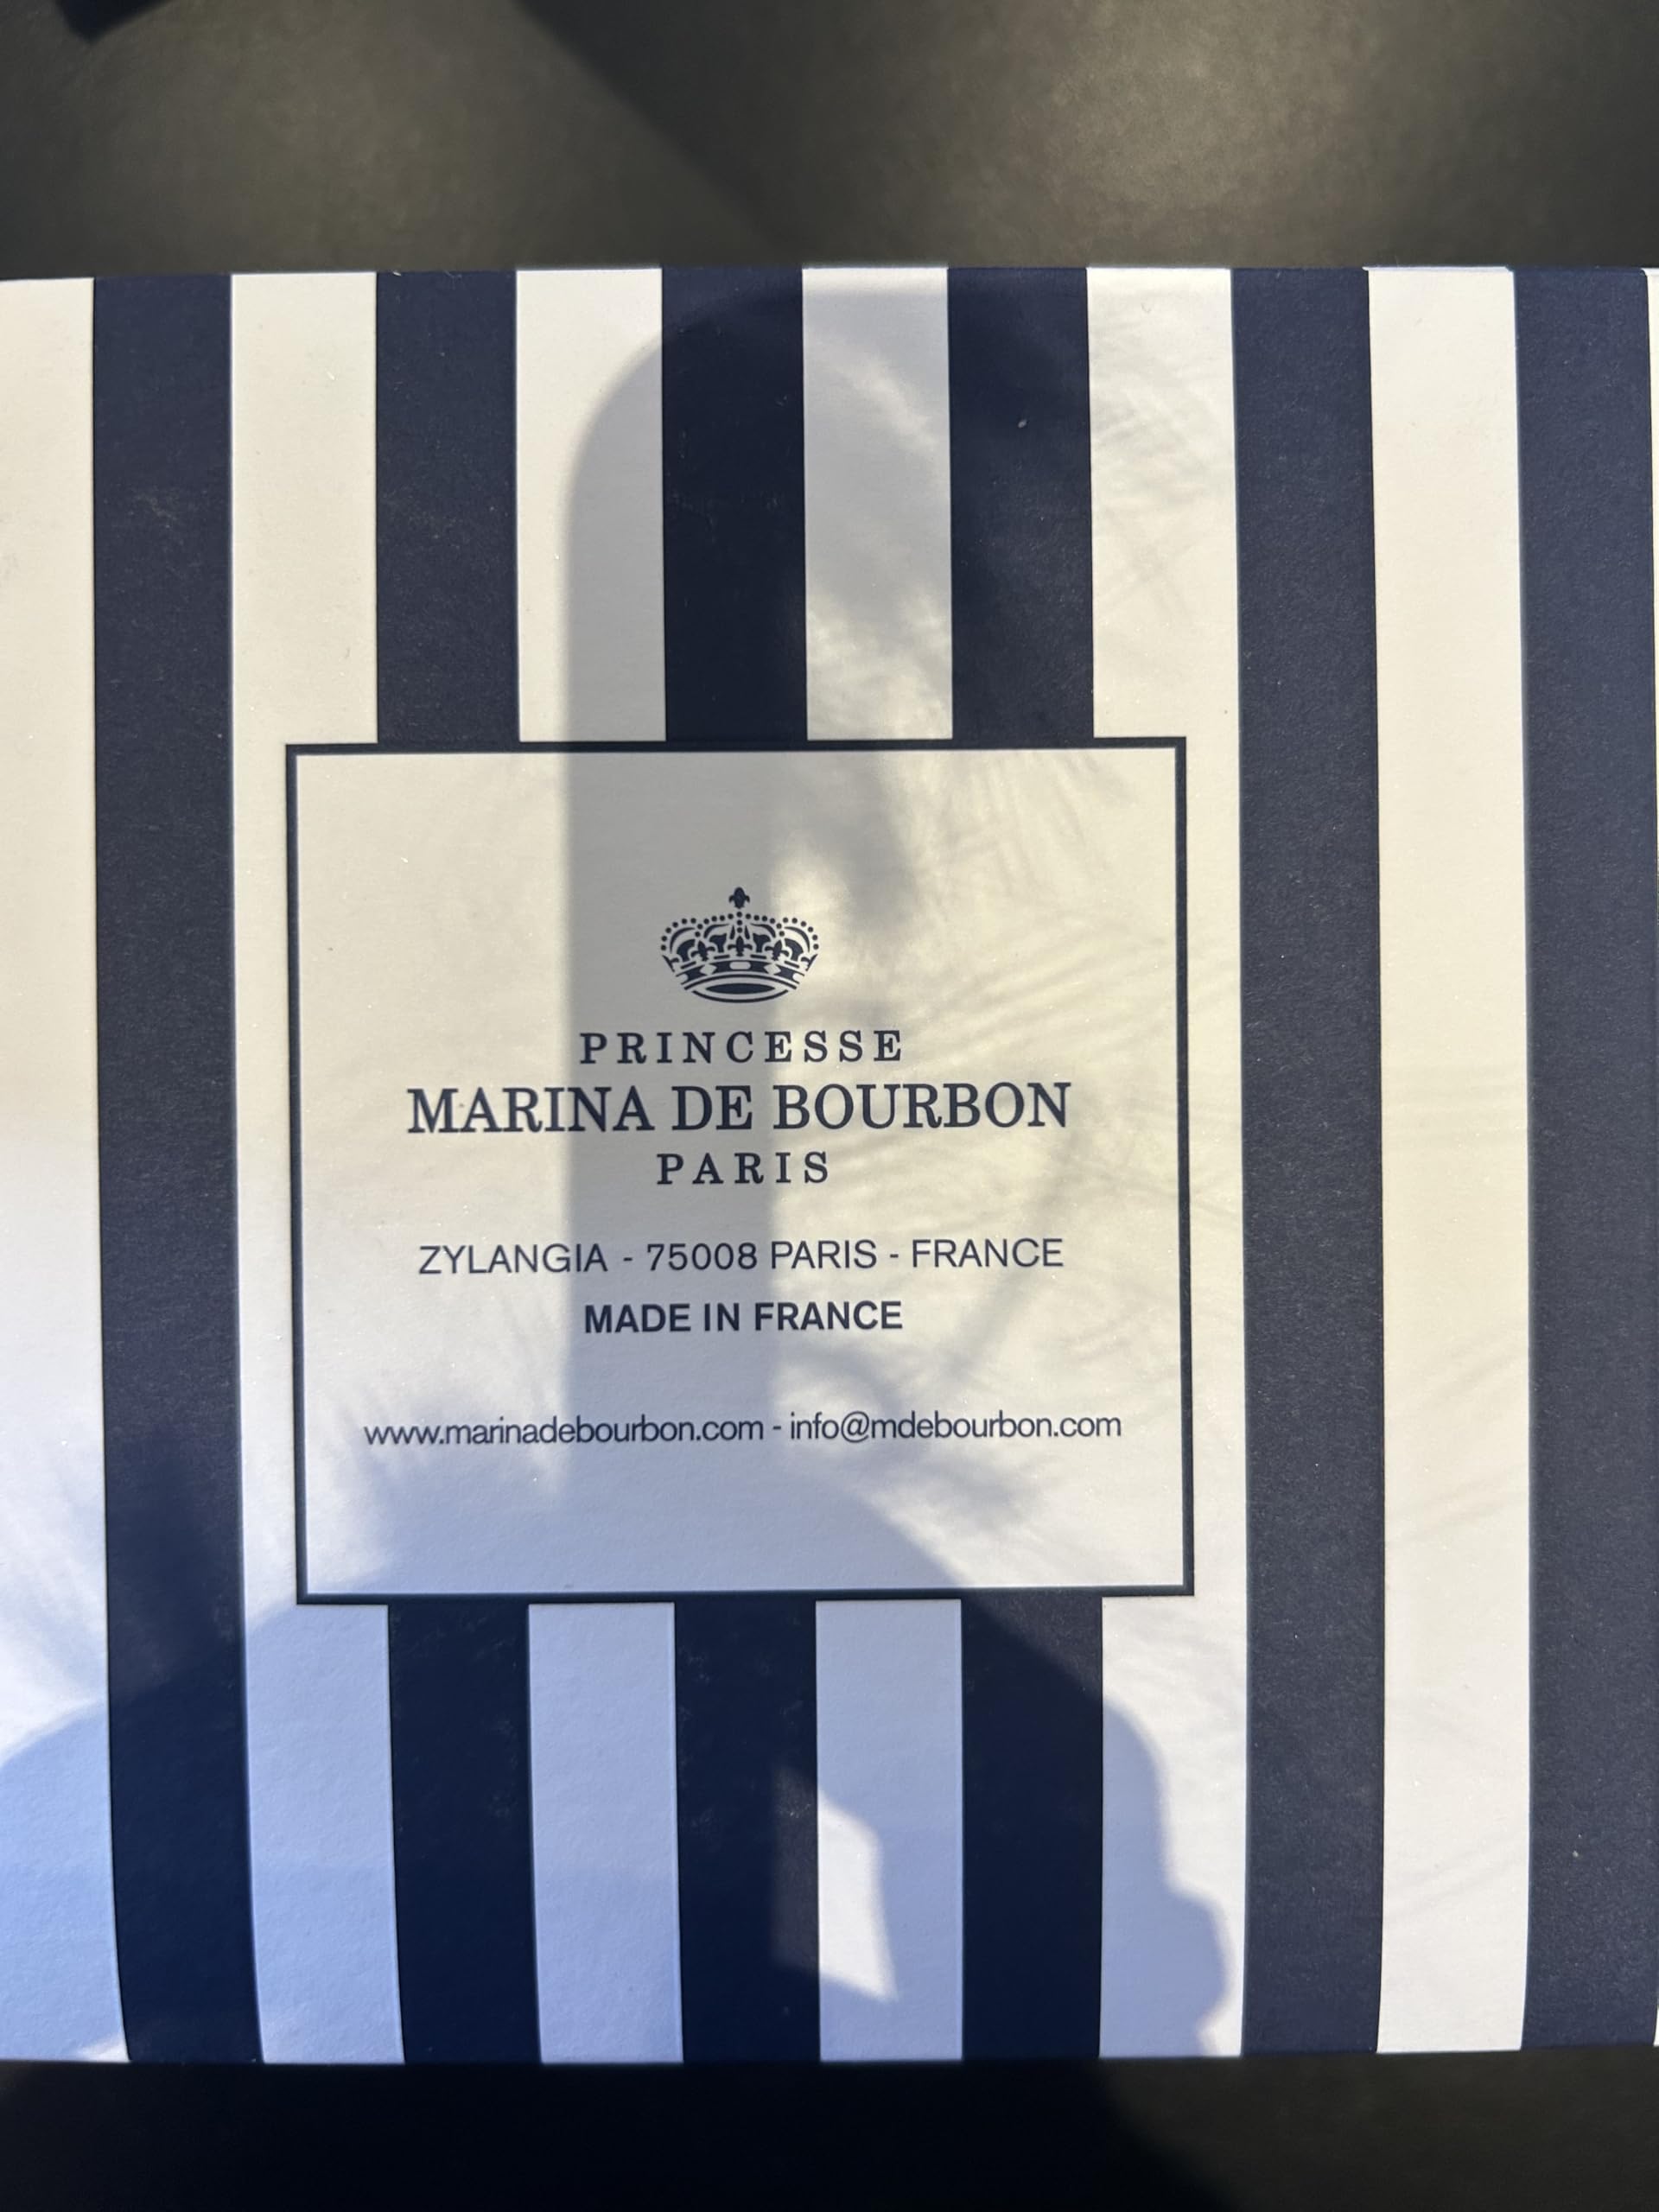 PRINCESSE
MARINA DE BOURBON
PARIS
ZYLANGIA - 75008 PARIS - FRANCE
MADE IN FRANCE
www.marinadebourbon.com - info@mdebourbon.com